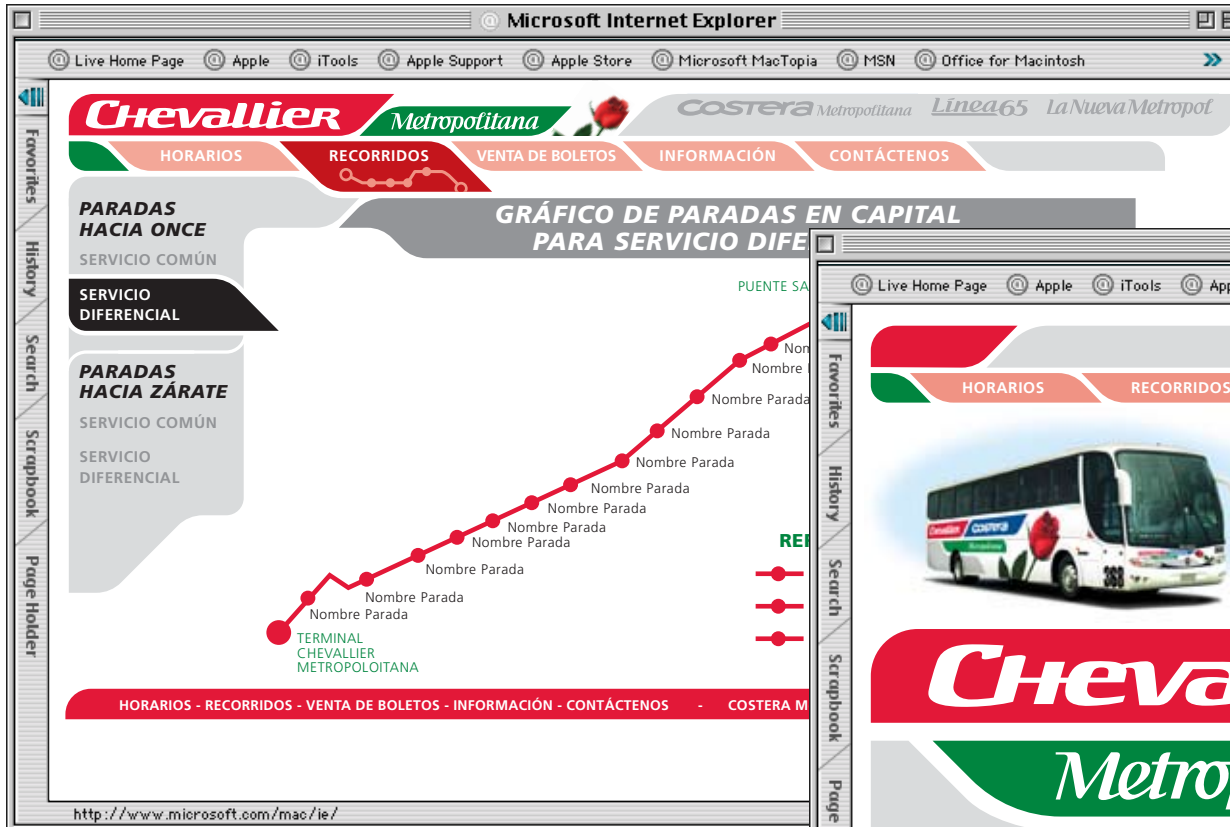 Microsoft Internet Explorer
Live Home Page Apple iTools Apple Support Apple Store Microsoft MacTopia MSN Office for Macintosh
Favorites
History
Search
Scrapbook
Page Holder
CHevallier Metropolitana
COSTERA Metropolitana Línea65 La Nueva Metropol
HORARIOS RECORRIDOS VENTA DE BOLETOS INFORMACIÓN CONTÁCTENOS
PARADAS
HACIA ONCE
SERVICIO COMÚN
SERVICIO
DIFERENCIAL
PARADAS
HACIA ZÁRATE
SERVICIO COMÚN
SERVICIO
DIFERENCIAL
GRÁFICO DE PARADAS EN CAPITAL
PARA SERVICIO DIFE
PUENTE SA
Nom
Nombre
Nombre Parada
Nombre Parada
Nombre Parada
Nombre Parada
Nombre Parada
Nombre Parada
Nombre Parada
Nombre Parada
Nombre Parada
Nombre Parada
TERMINAL
CHEVALLIER
METROPOLOITANA
REF
HORARIOS - RECORRIDOS - VENTA DE BOLETOS - INFORMACIÓN - CONTÁCTENOS - COSTERA M
http://www.microsoft.com/mac/ie/
Live Home Page Apple iTools App
Favorites
History
Search
Scrapbook
Page
HORARIOS RECORRIDOS
Chevallier COSTERA
Metropolitana
368
CHeva
Metrop